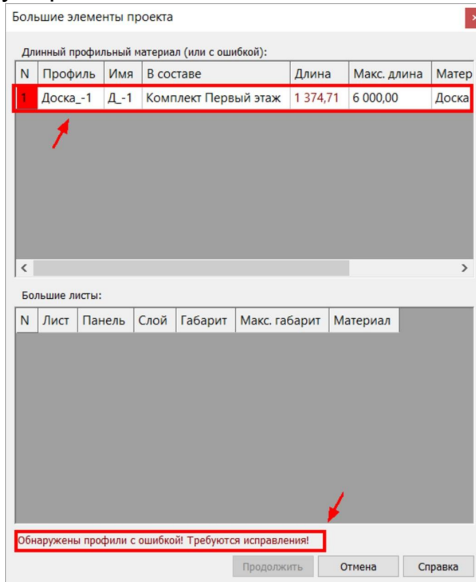 Большие элементы проекта
Длинный профильный материал (или с ошибкой):
N Профиль Имя В составе Длина Макс. длина Матер
1 Доска_-1 Д_-1 Комплект Первый этаж 1 374,71 6 000,00 Доска
Большие листы:
N Лист Панель Слой Габарит Макс. габарит Материал
Обнаружены профили с ошибкой! Требуются исправления!
Продолжить Отмена Справка